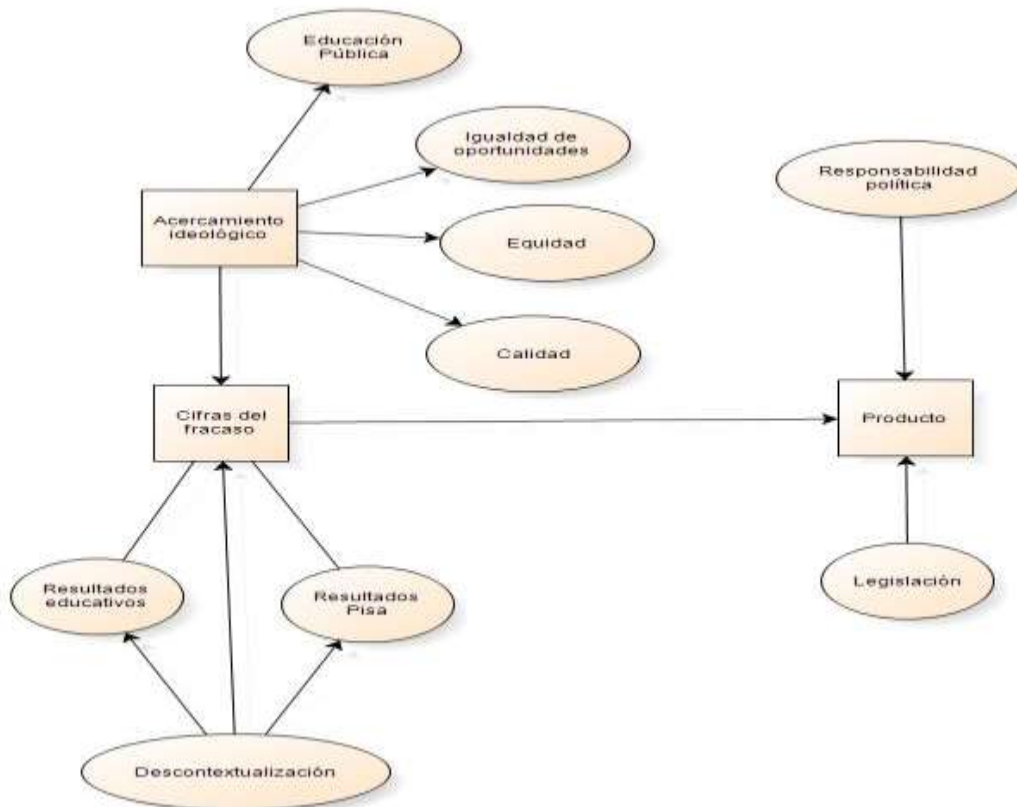 Educación
Pública
Igualdad de
oportunidades
Responsabilidad
política
Acercamiento
ideológico
Equidad
Calidad
Cifras del
fracaso
Producto
Resultados
educativos
Resultados
Pisa
Legislación
Descontextualización